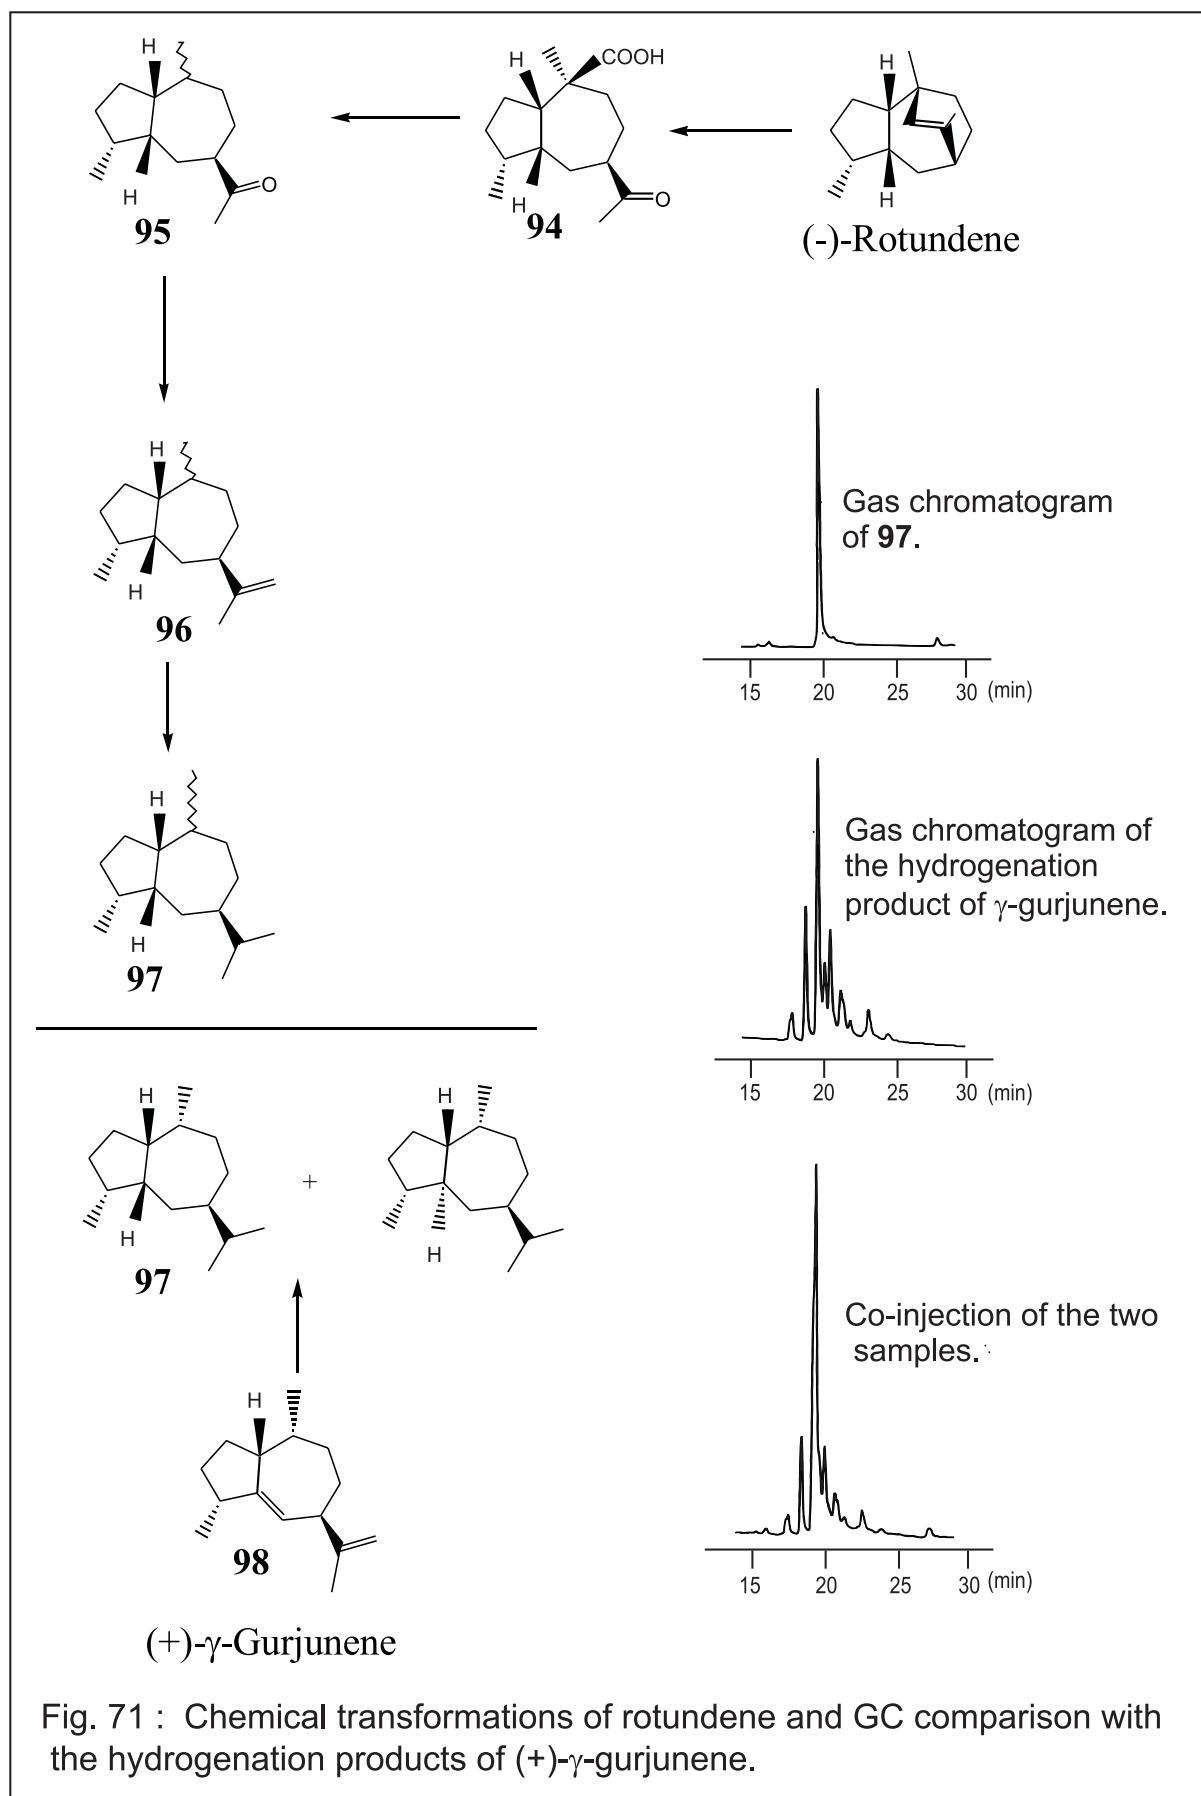 H
H
COOH
H
H
O
95
H
O
94
H
H
(-)-Rotundene
H
H
96
Gas chromatogram
of 97.
15 20 25 30 (min)
H
H
97
Gas chromatogram of
the hydrogenation
product of γ-gurjunene.
15 20 25 30 (min)
H
H
97
+
H
H
H
98
(+)-γ-Gurjunene
Co-injection of the two
samples.
15 20 25 30 (min)
Fig. 71 : Chemical transformations of rotundene and GC comparison with
the hydrogenation products of (+)-γ-gurjunene.